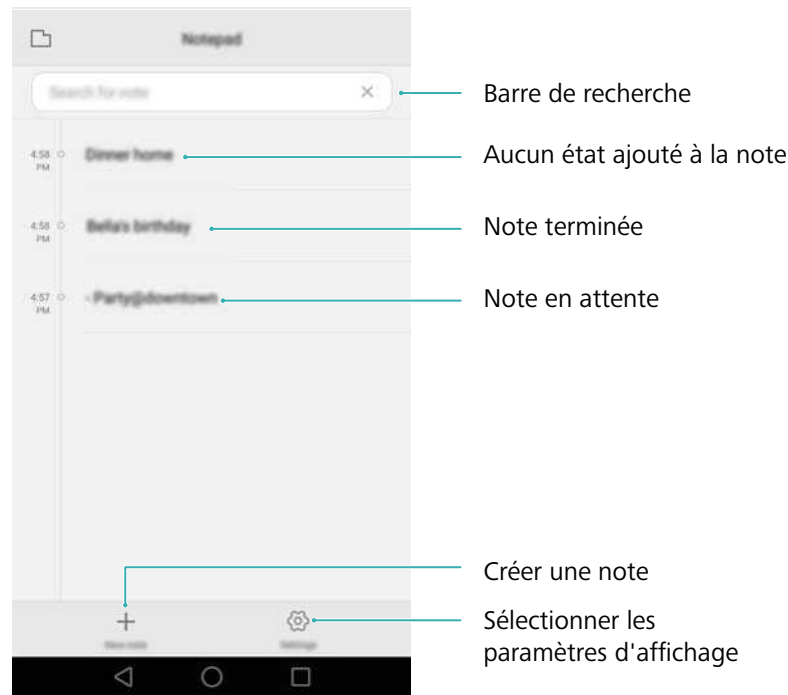 Notepad
Search for note
Barre de recherche
4:58 PM
Dinner home
Aucun état ajouté à la note
4:58 PM
Bella's birthday
Note terminée
4:57 PM
- Party@downtown
Note en attente
Créer une note
New note
Settings
Sélectionner les
paramètres d'affichage